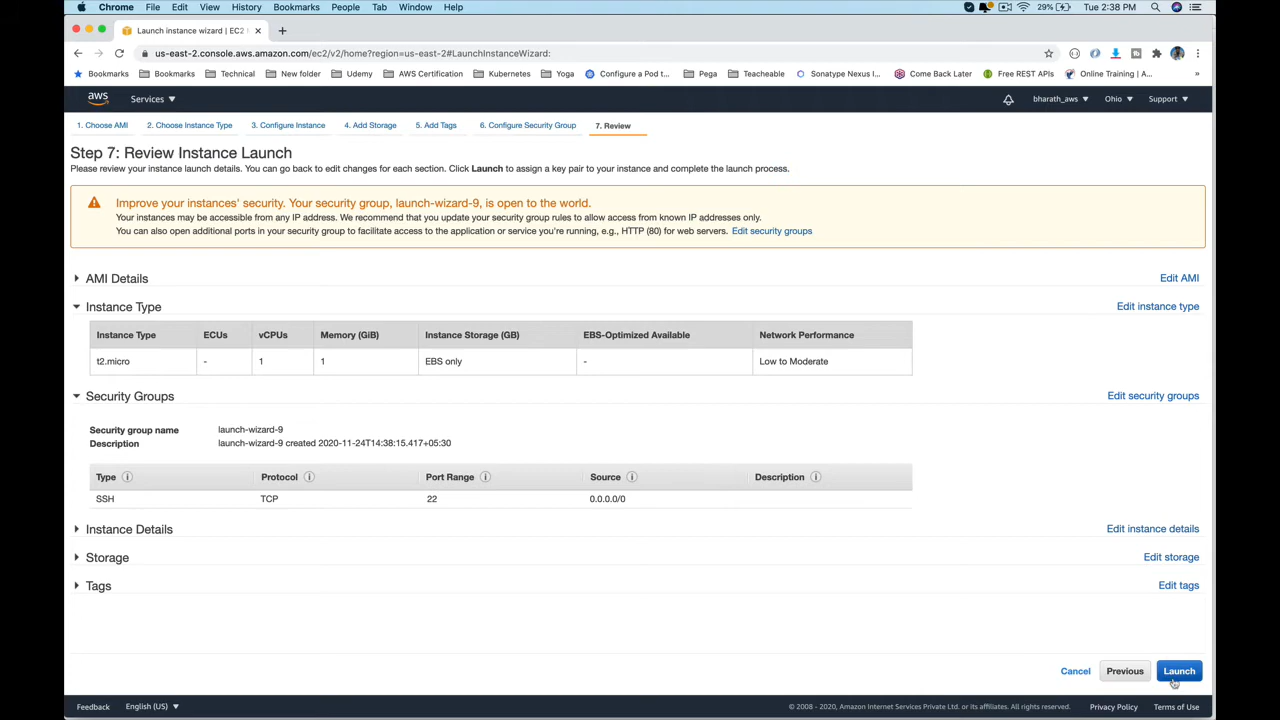 Chrome File Edit View History Bookmarks People Tab Window Help 29% Tue 2:38 PM
Launch instance wizard | EC2
us-east-2.console.aws.amazon.com/ec2/v2/home?region=us-east-2#LaunchInstanceWizard:
Bookmarks Bookmarks Technical New folder Udemy AWS Certification Kubernetes Yoga Configure a Pod t... Pega Teacheable Sonatype Nexus I... Come Back Later Free REST APIs Online Training | A... »
aws Services bharath_aws Ohio Support
1. Choose AMI 2. Choose Instance Type 3. Configure Instance 4. Add Storage 5. Add Tags 6. Configure Security Group 7. Review
Step 7: Review Instance Launch
Please review your instance launch details. You can go back to edit changes for each section. Click Launch to assign a key pair to your instance and complete the launch process.
Improve your instances' security. Your security group, launch-wizard-9, is open to the world.
Your instances may be accessible from any IP address. We recommend that you update your security group rules to allow access from known IP addresses only.
You can also open additional ports in your security group to facilitate access to the application or service you're running, e.g., HTTP (80) for web servers. Edit security groups
AMI Details Edit AMI
Instance Type Edit instance type
Instance Type ECUs vCPUs Memory (GiB) Instance Storage (GB) EBS-Optimized Available Network Performance
t2.micro - 1 1 EBS only - Low to Moderate
Security Groups Edit security groups
Security group name launch-wizard-9
Description launch-wizard-9 created 2020-11-24T14:38:15.417+05:30
Type i Protocol i Port Range i Source i Description i
SSH TCP 22 0.0.0.0/0
Instance Details Edit instance details
Storage Edit storage
Tags Edit tags
Cancel Previous Launch
Feedback English (US) © 2008 - 2020, Amazon Internet Services Private Ltd. or its affiliates. All rights reserved. Privacy Policy Terms of Use